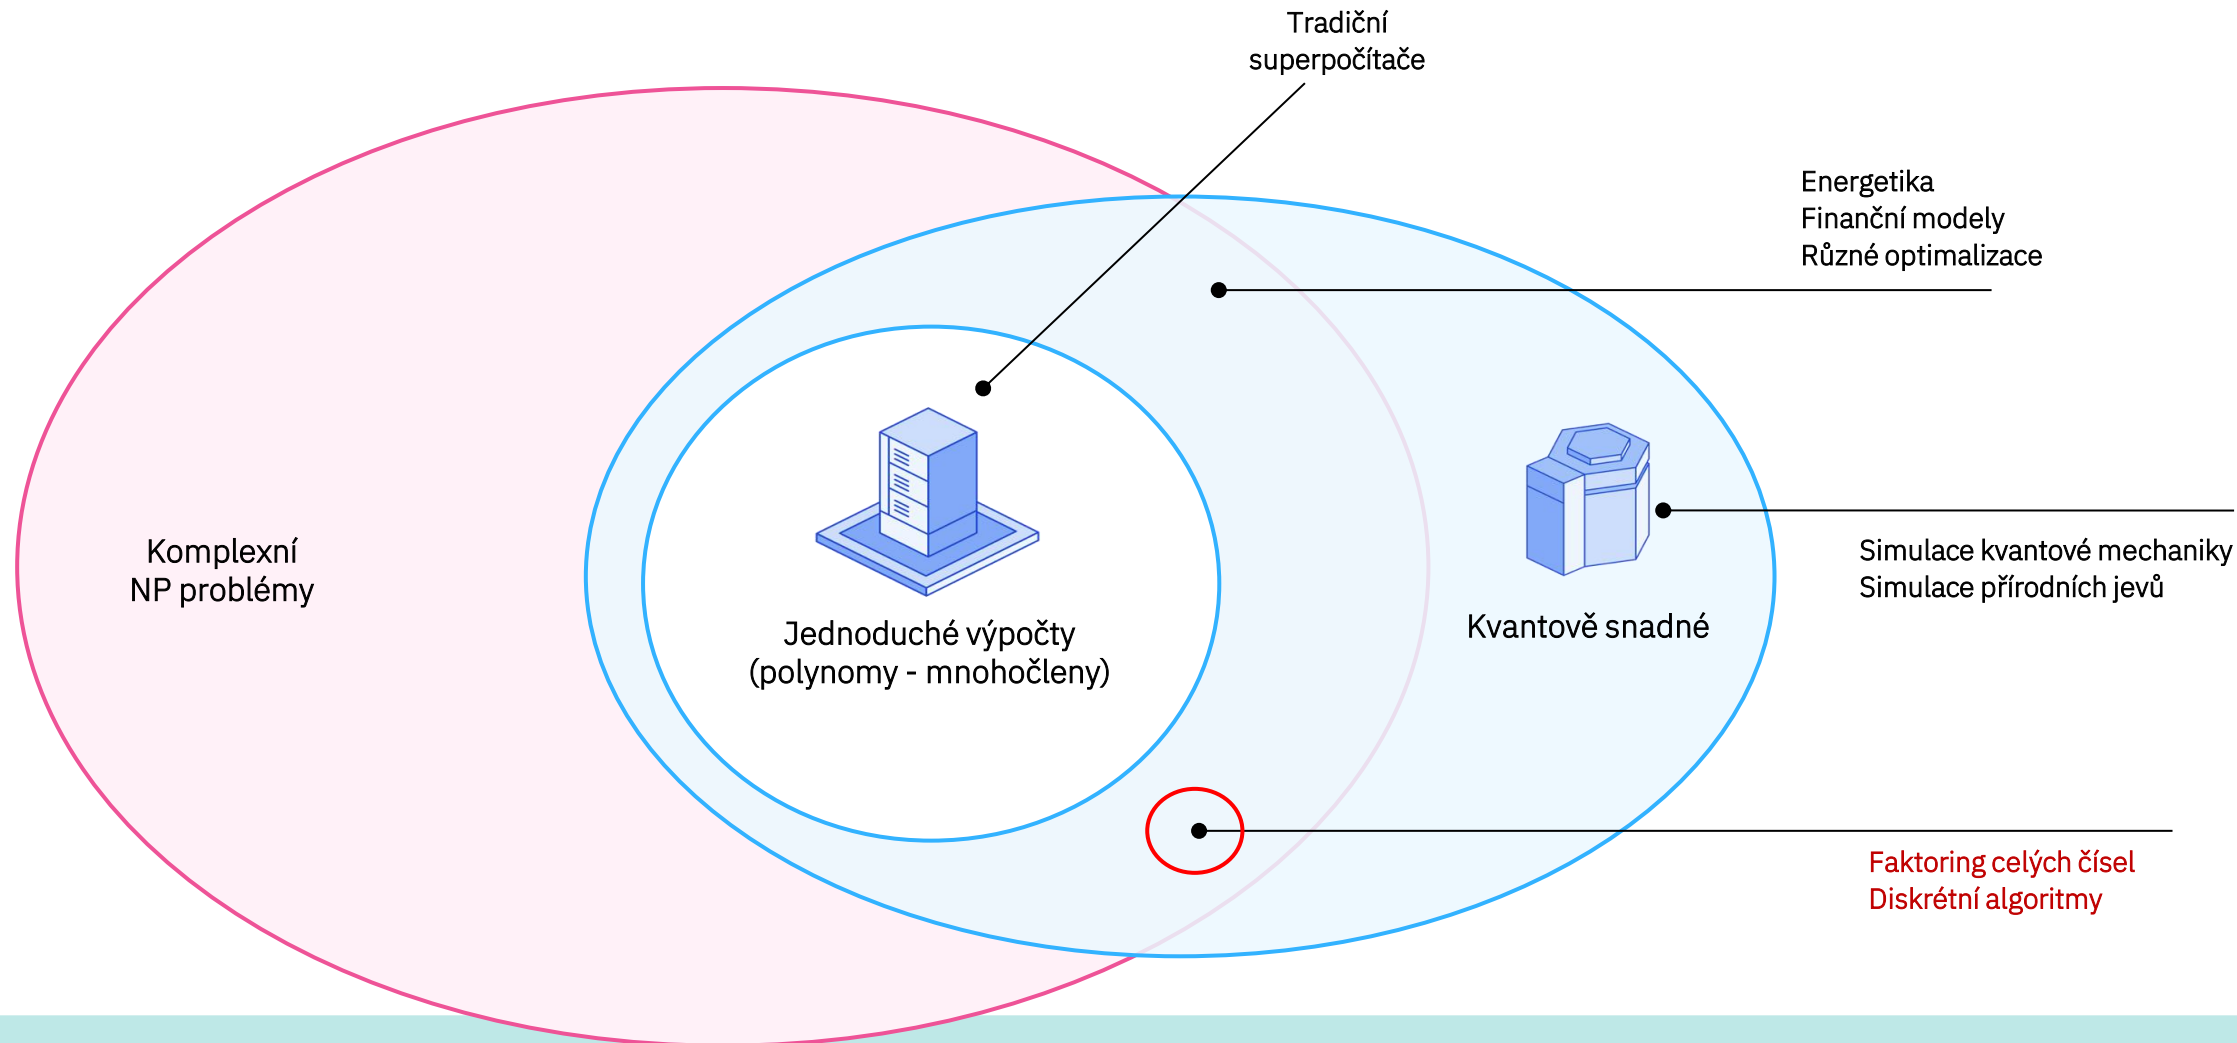 Tradiční
superpočítače
Energetika
Finanční modely
Různé optimalizace
Komplexní
NP problémy
Jednoduché výpočty
(polynomy - mnohočleny)
Kvantově snadné
Simulace kvantové mechaniky
Simulace přírodních jevů
Faktoring celých čísel
Diskrétní algoritmy